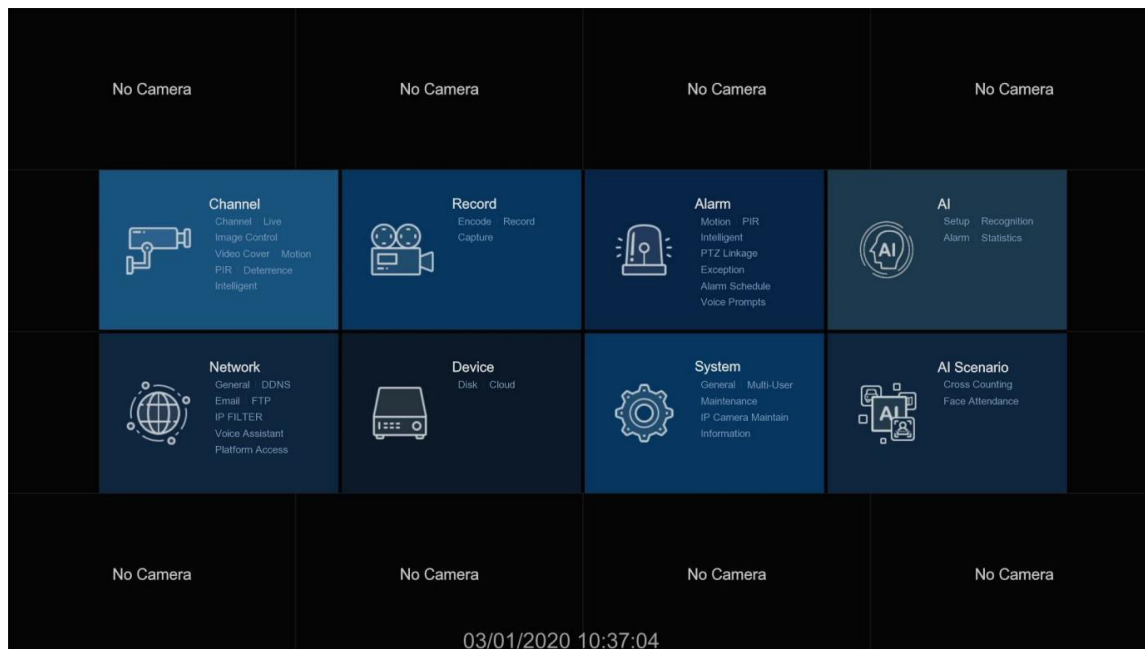 No Camera No Camera No Camera No Camera
Channel
Channel | Live
Image Control
Video Cover | Motion
PIR | Deterrence
Intelligent
Record
Encode | Record
Capture
Alarm
Motion | PIR
Intelligent
PTZ Linkage
Exception
Alarm Schedule
Voice Prompts
AI
Setup | Recognition
Alarm | Statistics
AI
Network
General | DDNS
Email | FTP
IP FILTER
Voice Assistant
Platform Access
Device
Disk | Cloud
System
General | Multi-User
Maintenance
IP Camera Maintain
Information
AI Scenario
Cross Counting
Face Attendance
AI
No Camera No Camera No Camera No Camera
03/01/2020 10:37:04